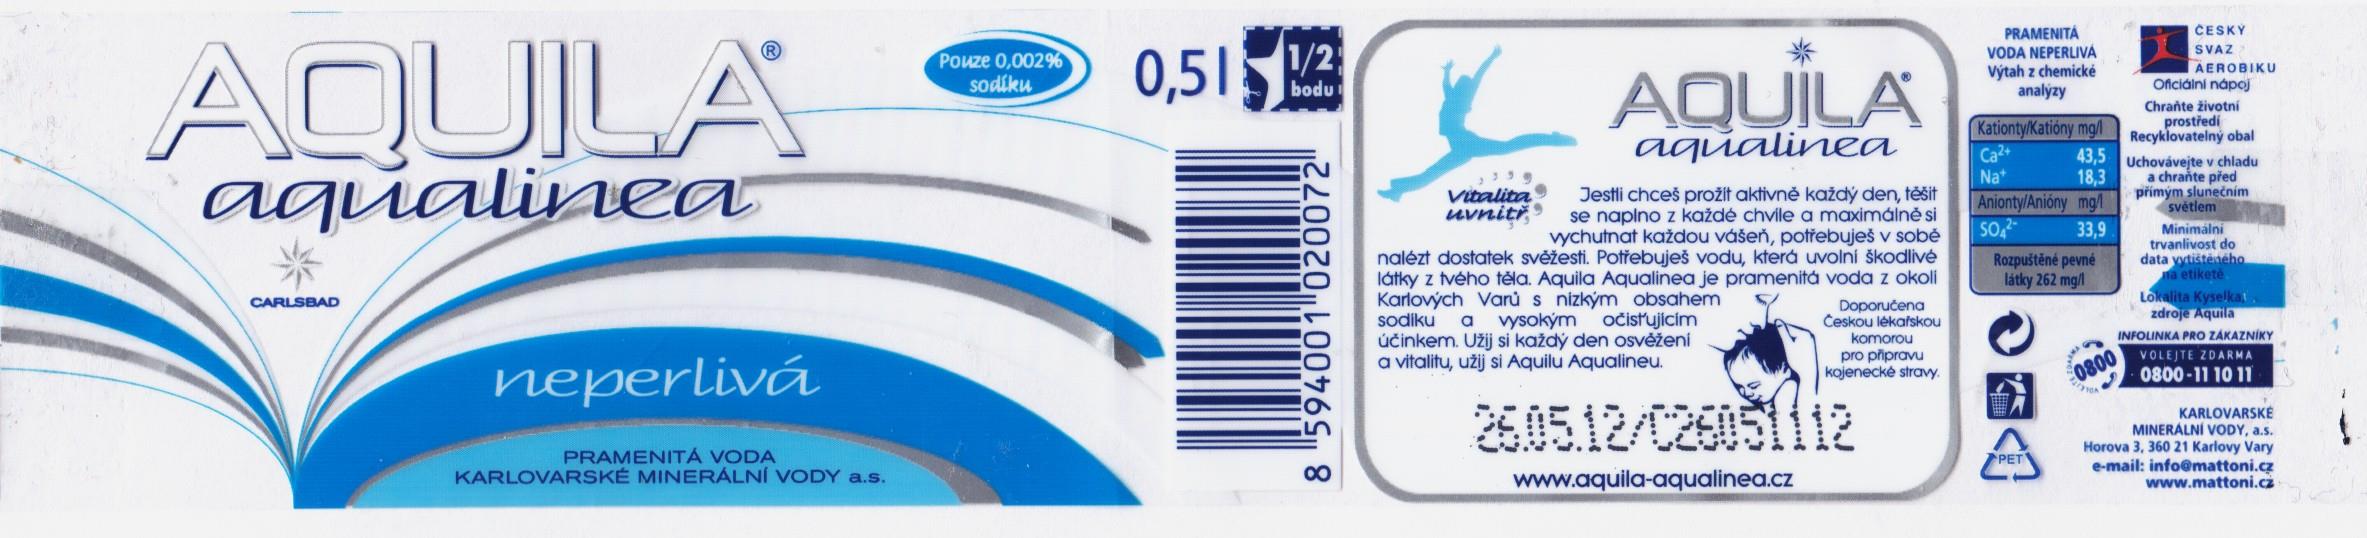 AQUILA®
aqualinea
CARLSBAD
neperlivá
PRAMENITÁ VODA
KARLOVARSKÉ MINERÁLNÍ VODY a.s.
Pouze 0,002%
sodíku
0,5 l
1/2
bodu
8 594001 020072
AQUILA®
aqualinea
Vitalita
uvnitř
Jestli chceš prožít aktivně každý den, těšit
se naplno z každé chvíle a maximálně si
vychutnat každou vášeň, potřebuješ v sobě
nalézt dostatek svěžesti. Potřebuješ vodu, která uvolní škodlivé
látky z tvého těla. Aquila Aqualinea je pramenitá voda z okolí
Karlových Varů s nízkým obsahem
sodíku a vysokým očisťujícím
účinkem. Užij si každý den osvěžení
a vitalitu, užij si Aquilu Aqualineu.
Doporučena
Českou lékařskou
komorou
pro přípravu
kojenecké stravy.
26.05.12/C26051112
www.aquila-aqualinea.cz
PRAMENITÁ
VODA NEPERLIVÁ
Výtah z chemické
analýzy
Kationty/Katióny mg/l
Ca2+ 43,5
Na+ 18,3
Anionty/Anióny mg/l
SO42- 33,9
Rozpuštěné pevné
látky 262 mg/l
PET
ČESKÝ
SVAZ
AEROBIKU
Oficiální nápoj
Chraňte životní
prostředí
Recyklovatelný obal
Uchovávejte v chladu
a chraňte před
přímým slunečním
světlem
Minimální
trvanlivost do
data vytištěného
na etiketě
Lokalita Kyselka,
zdroje Aquila
INFOLINKA PRO ZÁKAZNÍKY
VOLEJTE ZDARMA
0800
VOLEJTE ZDARMA
0800-11 10 11
KARLOVARSKÉ
MINERÁLNÍ VODY, a.s.
Horova 3, 360 21 Karlovy Vary
e-mail: info@mattoni.cz
www.mattoni.cz